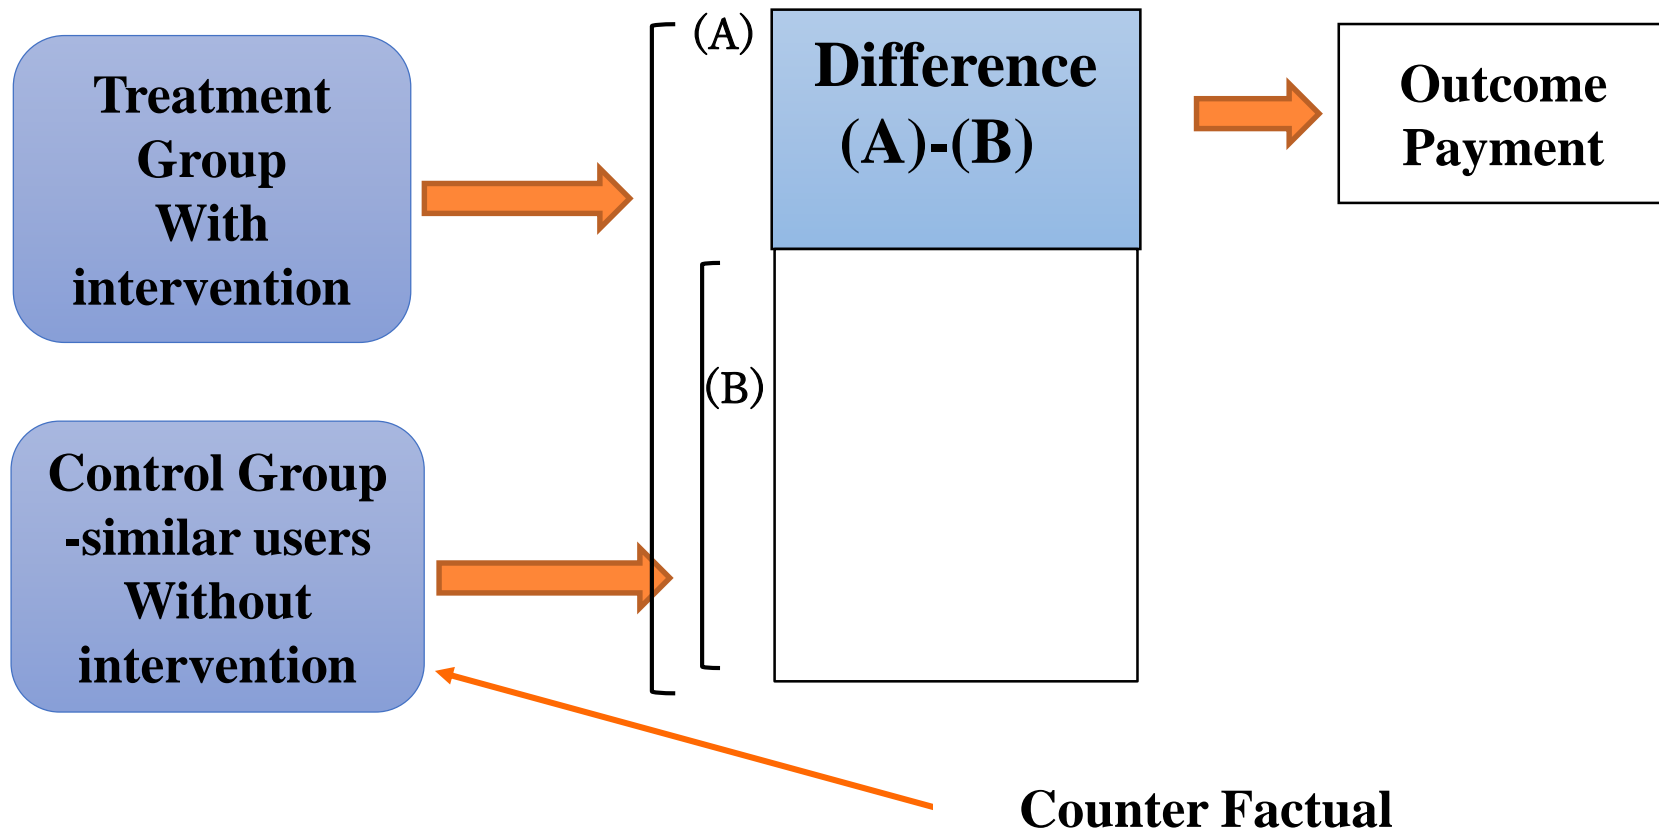 Treatment
Group
With
intervention
(A)
Difference
(A)-(B)
Outcome
Payment
(B)
Control Group
-similar users
Without
intervention
Counter Factual